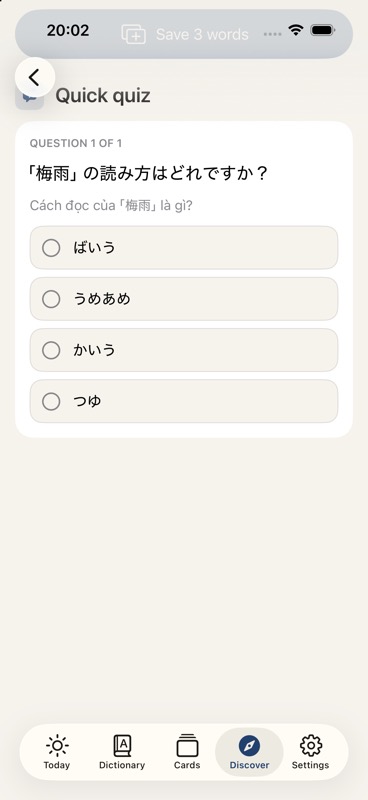 20:02
Save 3 words
Quick quiz
QUESTION 1 OF 1
「梅雨」の読み方はどれですか？
Cách đọc của「梅雨」là gì?
ばいう
うめあめ
かいう
つゆ
Today
Dictionary
Cards
Discover
Settings